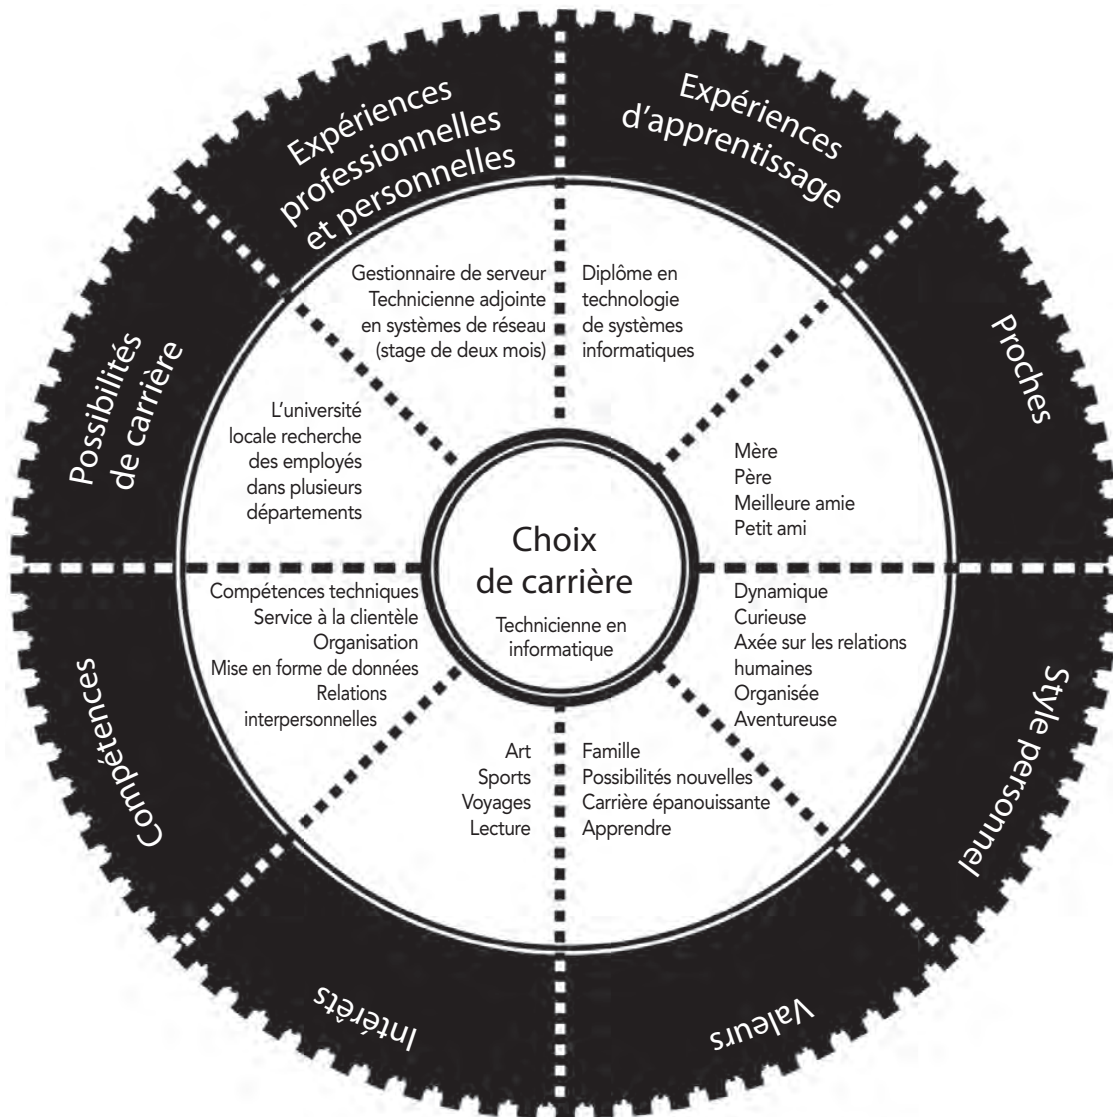 Expériences
professionnelles
et personnelles
Gestionnaire de serveur
Technicienne adjointe
en systèmes de réseau
(stage de deux mois)
Expériences
d'apprentissage
Diplôme en
technologie
de systèmes
informatiques
Proches
Mère
Père
Meilleure amie
Petit ami
Style personnel
Dynamique
Curieuse
Axée sur les relations
humaines
Organisée
Aventureuse
Valeurs
Famille
Possibilités nouvelles
Carrière épanouissante
Apprendre
Intérêts
Art
Sports
Voyages
Lecture
Compétences
Compétences techniques
Service à la clientèle
Organisation
Mise en forme de données
Relations
interpersonnelles
Possibilités
de carrière
L'université
locale recherche
des employés
dans plusieurs
départements
Choix
de carrière
Technicienne en
informatique